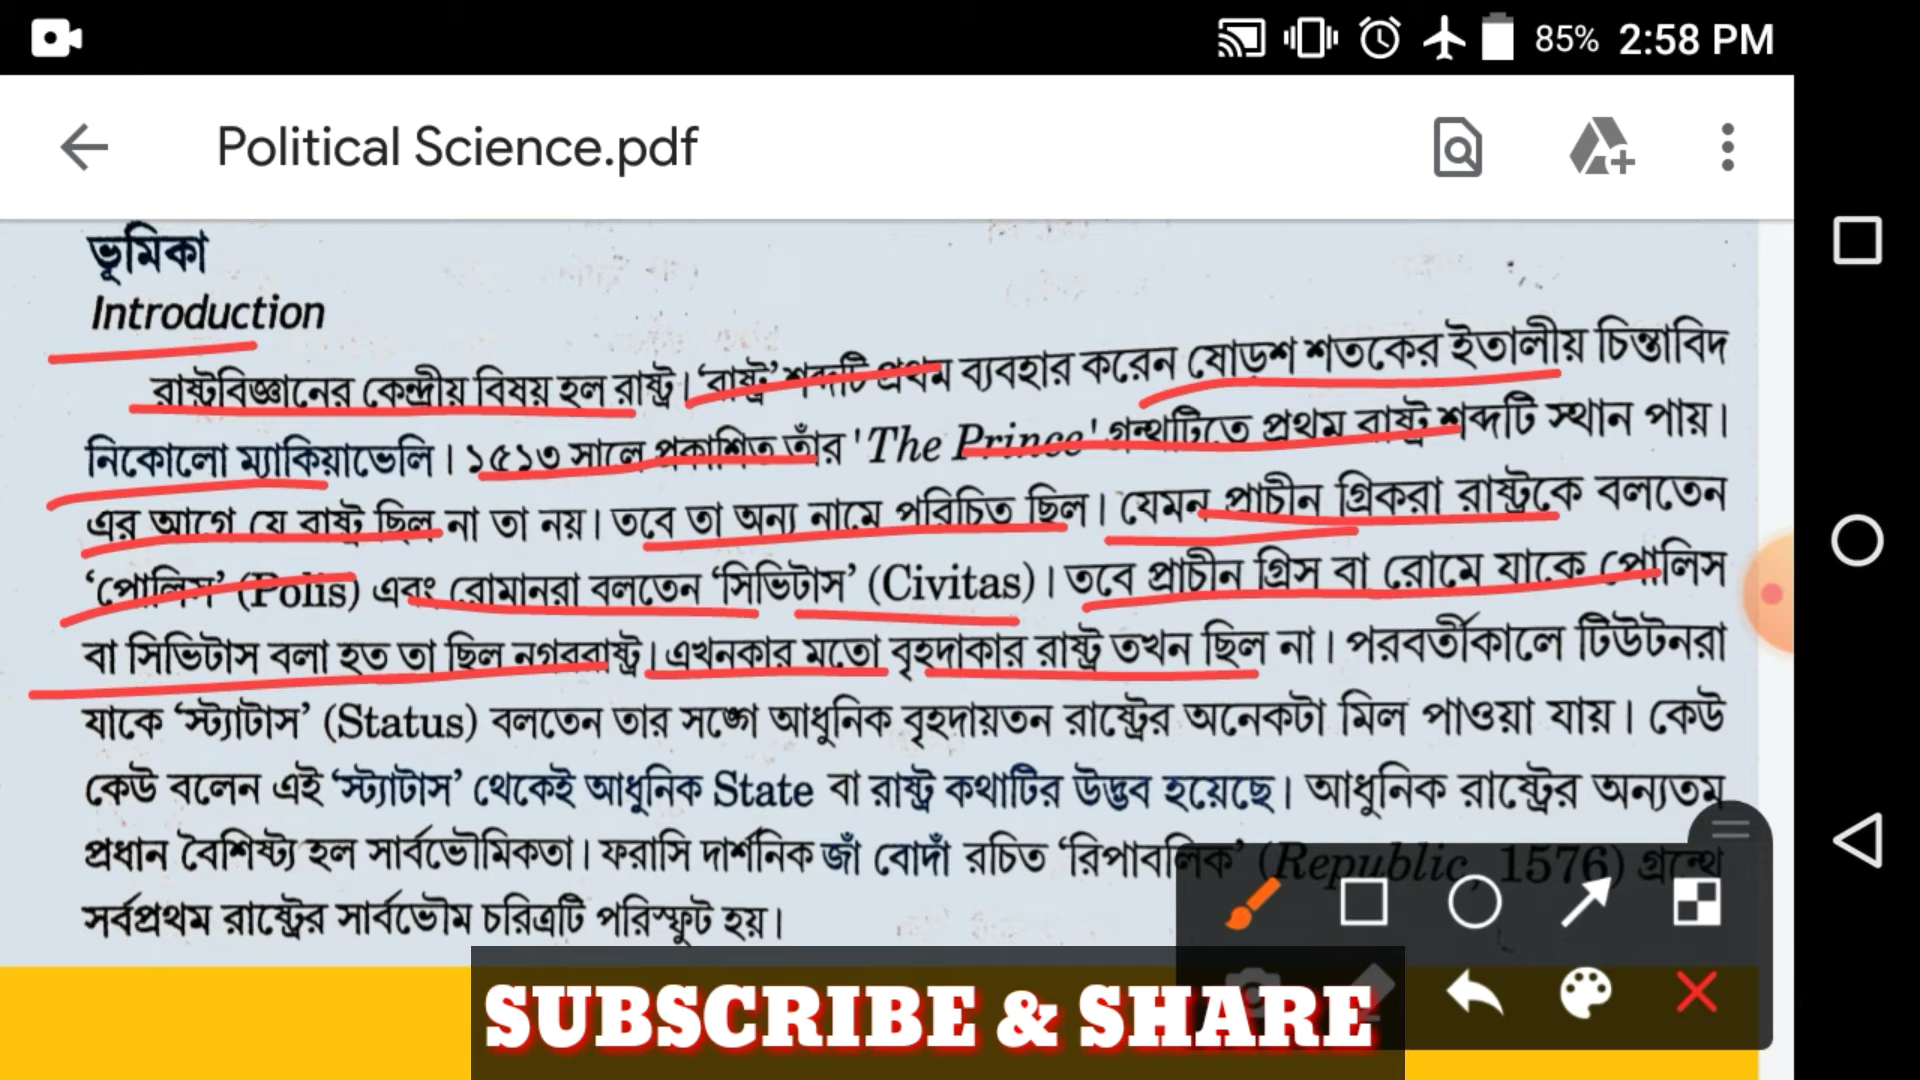 85% 2:58 PM
Political Science.pdf
ভূমিকা
Introduction
রাষ্ট্রবিজ্ঞানের কেন্দ্রীয় বিষয় হল রাষ্ট্র। ‘রাষ্ট্র’ শব্দটি প্রথম ব্যবহার করেন ষোড়শ শতকের ইতালীয় চিন্তাবিদ
নিকোলো ম্যাকিয়াভেলি। ১৫১৩ সালে প্রকাশিত তাঁর 'The Prince' গ্রন্থটিতে প্রথম রাষ্ট্র শব্দটি স্থান পায়।
এর আগে যে রাষ্ট্র ছিল না তা নয়। তবে তা অন্য নামে পরিচিত ছিল। যেমন প্রাচীন গ্রিকরা রাষ্ট্রকে বলতেন
‘পোলিস’ (Polis) এবং রোমানরা বলতেন ‘সিভিটাস’ (Civitas)। তবে প্রাচীন গ্রিস বা রোমে যাকে পোলিস
বা সিভিটাস বলা হত তা ছিল নগররাষ্ট্র। এখনকার মতো বৃহদাকার রাষ্ট্র তখন ছিল না। পরবর্তীকালে টিউটনরা
যাকে ‘স্ট্যাটাস’ (Status) বলতেন তার সঙ্গে আধুনিক বৃহদায়তন রাষ্ট্রের অনেকটা মিল পাওয়া যায়। কেউ
কেউ বলেন এই ‘স্ট্যাটাস’ থেকেই আধুনিক State বা রাষ্ট্র কথাটির উদ্ভব হয়েছে। আধুনিক রাষ্ট্রের অন্যতম
প্রধান বৈশিষ্ট্য হল সার্বভৌমিকতা। ফরাসি দার্শনিক জাঁ বোদাঁ রচিত ‘রিপাবলিক’ (Republic, 1576) গ্রন্থে
সর্বপ্রথম রাষ্ট্রের সার্বভৌম চরিত্রটি পরিস্ফুট হয়।
SUBSCRIBE & SHARE